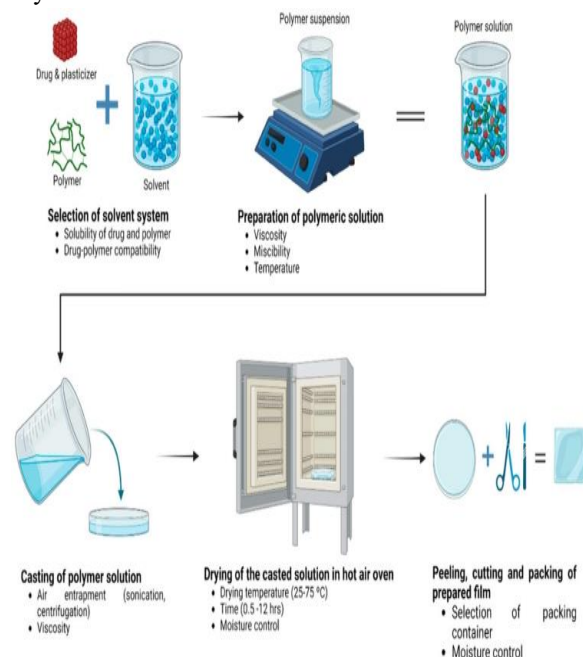 Polymer suspension
Polymer solution
Drug & plasticizer
Polymer
Solvent
Selection of solvent system
• Solubility of drug and polymer
• Drug-polymer compatibility
Preparation of polymeric solution
• Viscosity
• Miscibility
• Temperature
Casting of polymer solution
• Air entrapment (sonication,
centrifugation)
• Viscosity
Drying of the casted solution in hot air oven
• Drying temperature (25-75 ºC)
• Time (0.5 -12 hrs)
• Moisture control
Peeling, cutting and packing of
prepared film
• Selection of packing
container
• Moisture control